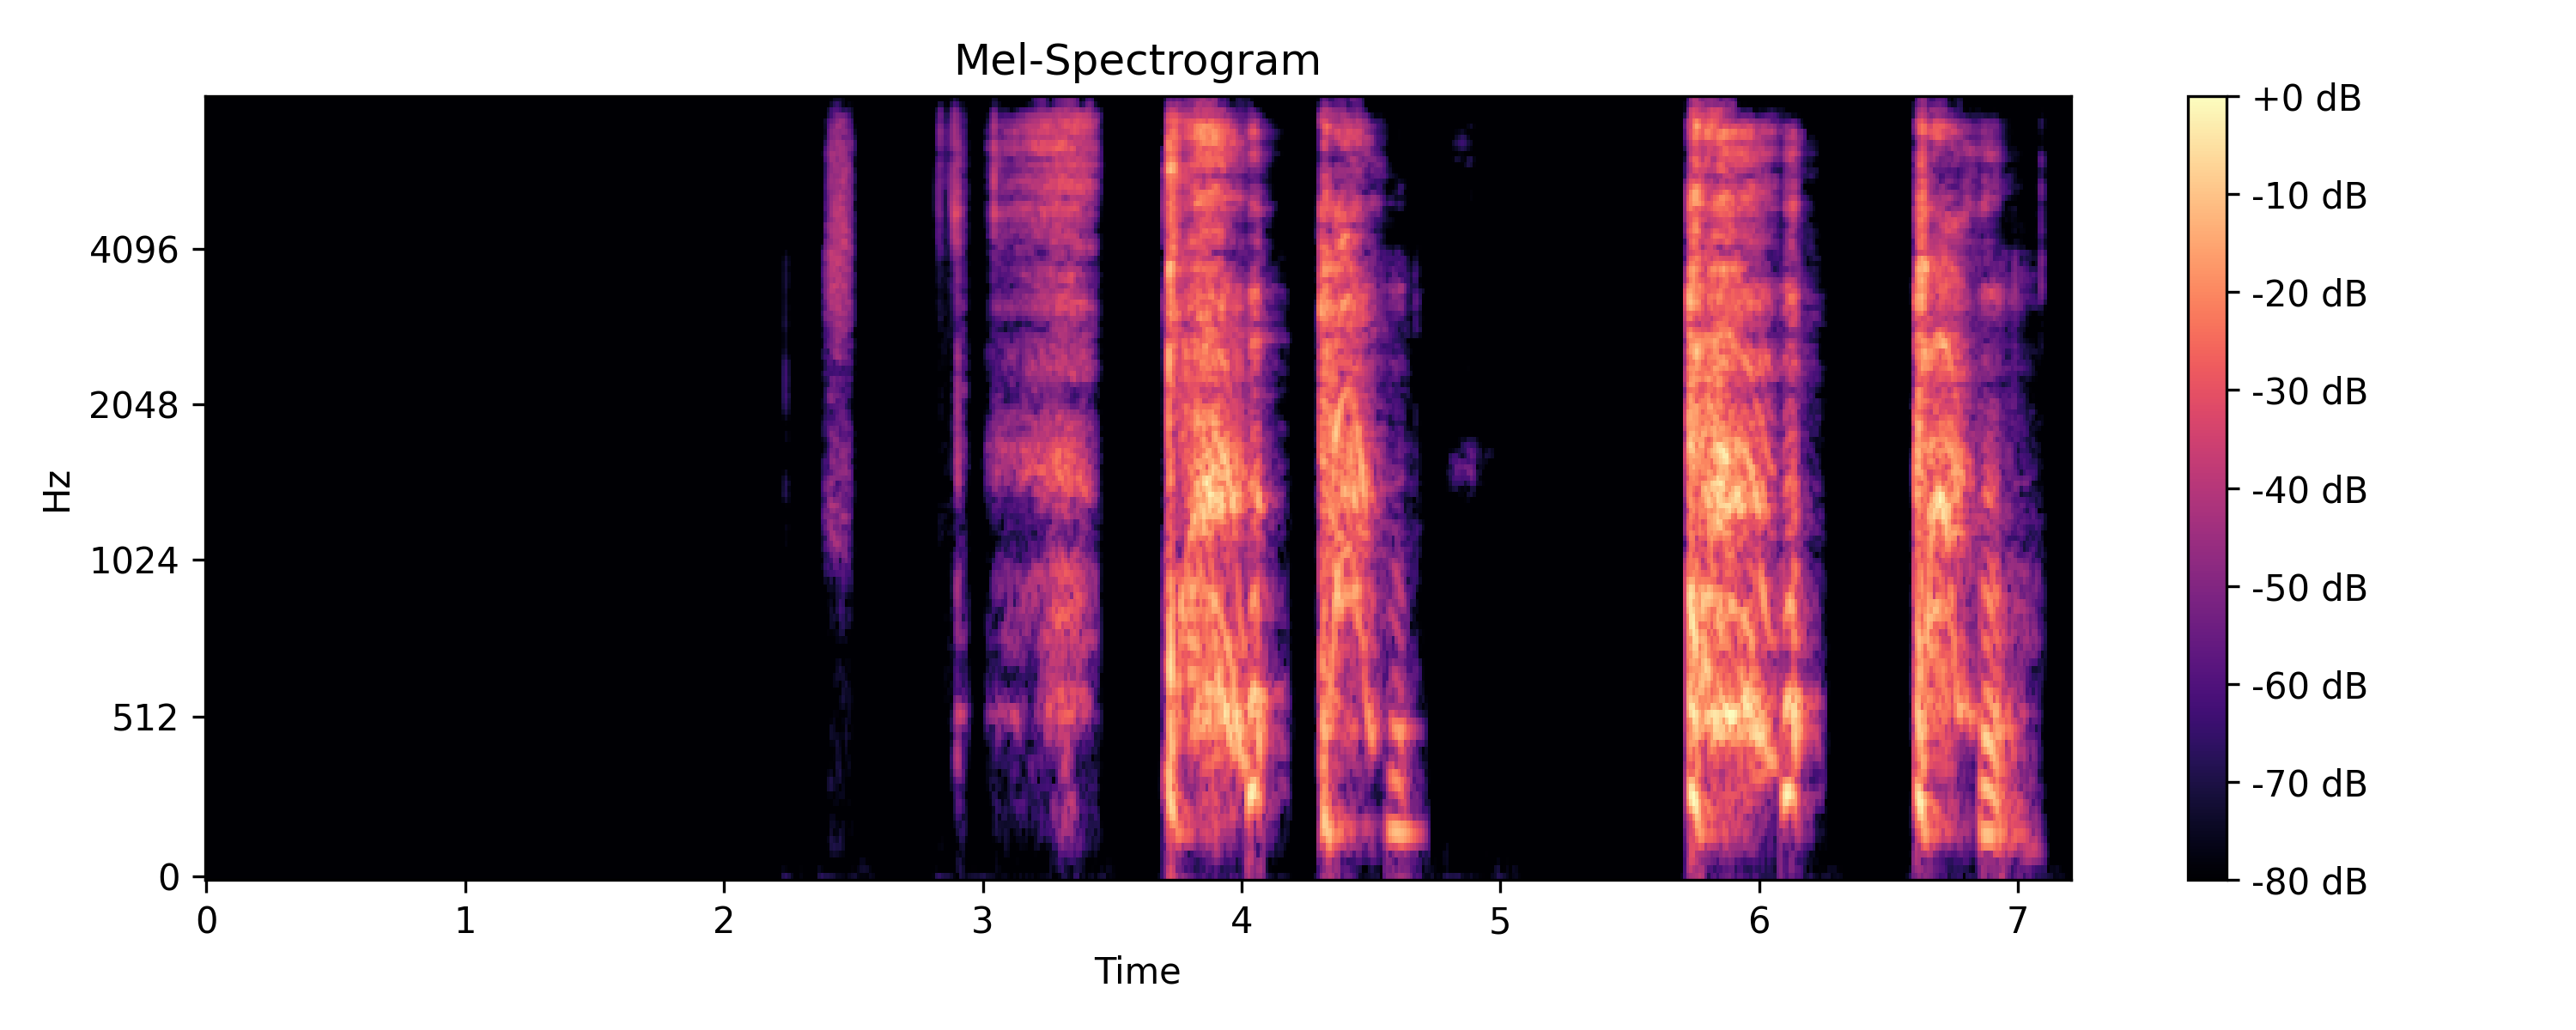 Mel-Spectrogram
+0 dB
-10 dB
-20 dB
-30 dB
-40 dB
-50 dB
-60 dB
-70 dB
-80 dB
4096
2048
1024
512
0
Hz
0 1 2 3 4 5 6 7
Time